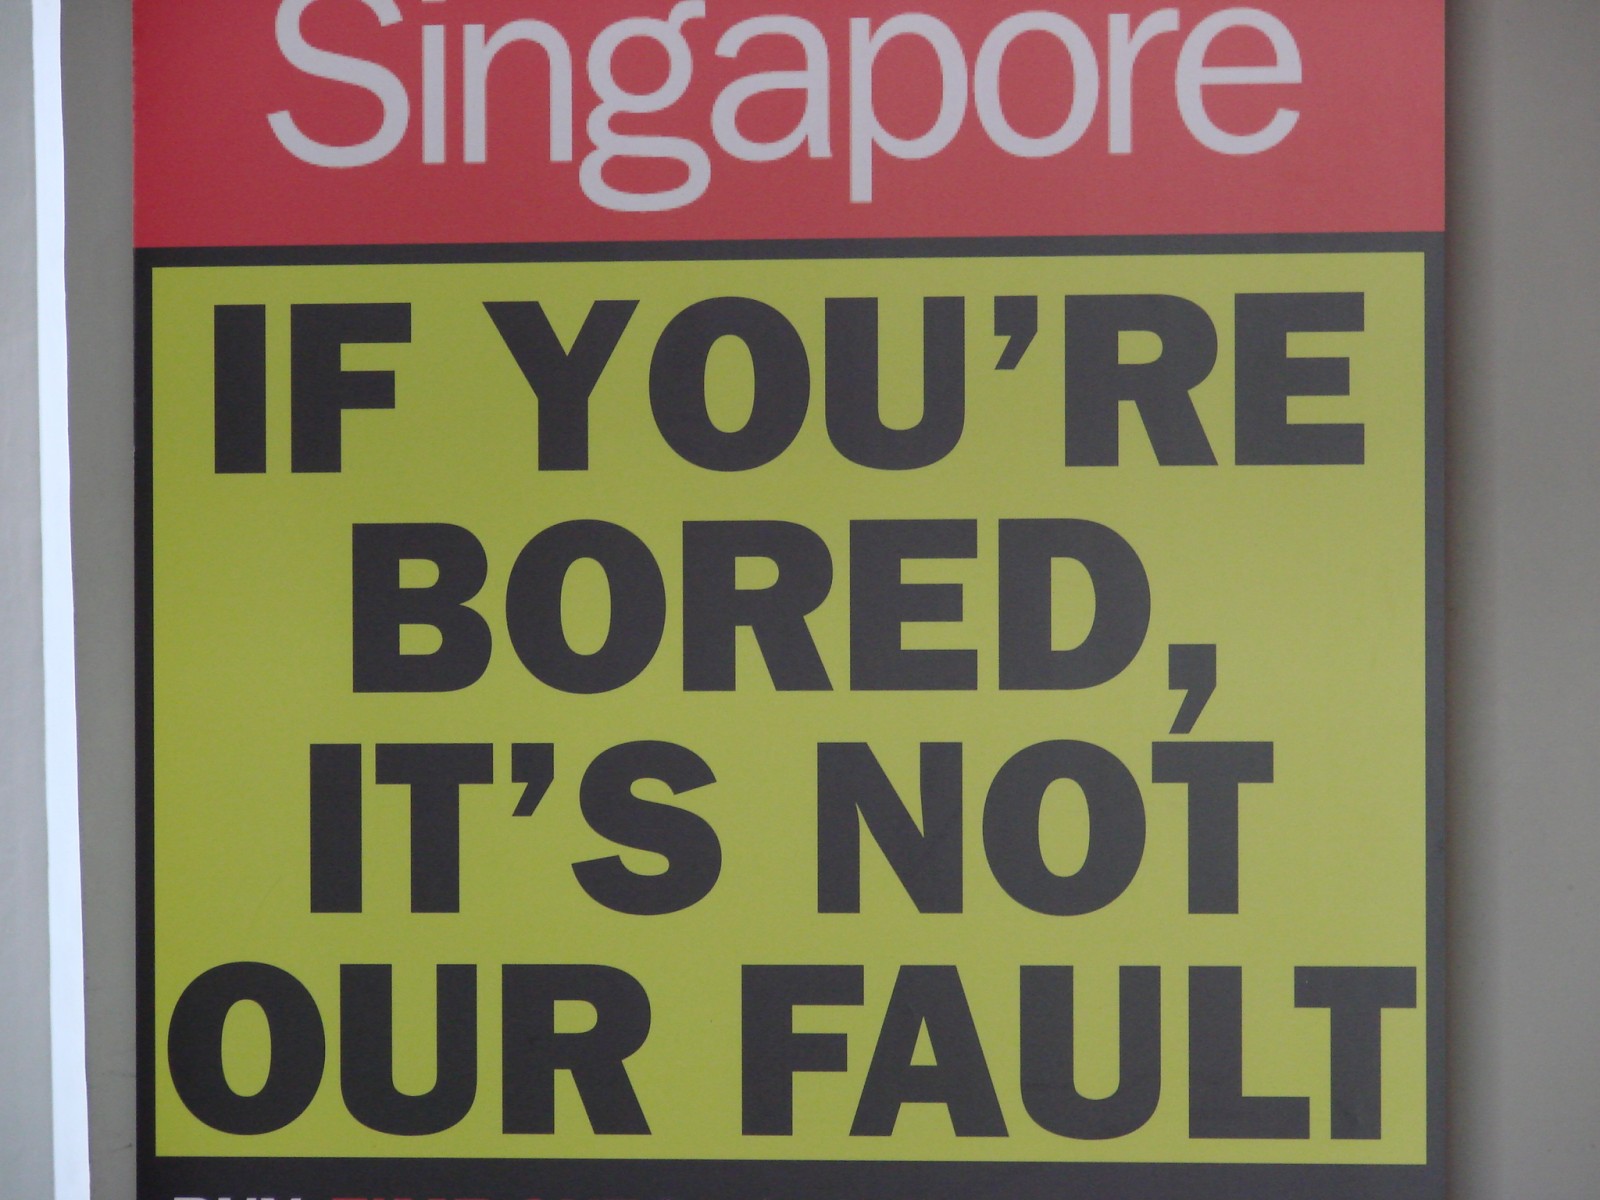 Singapore
IF YOU'RE
BORED,
IT'S NOT
OUR FAULT